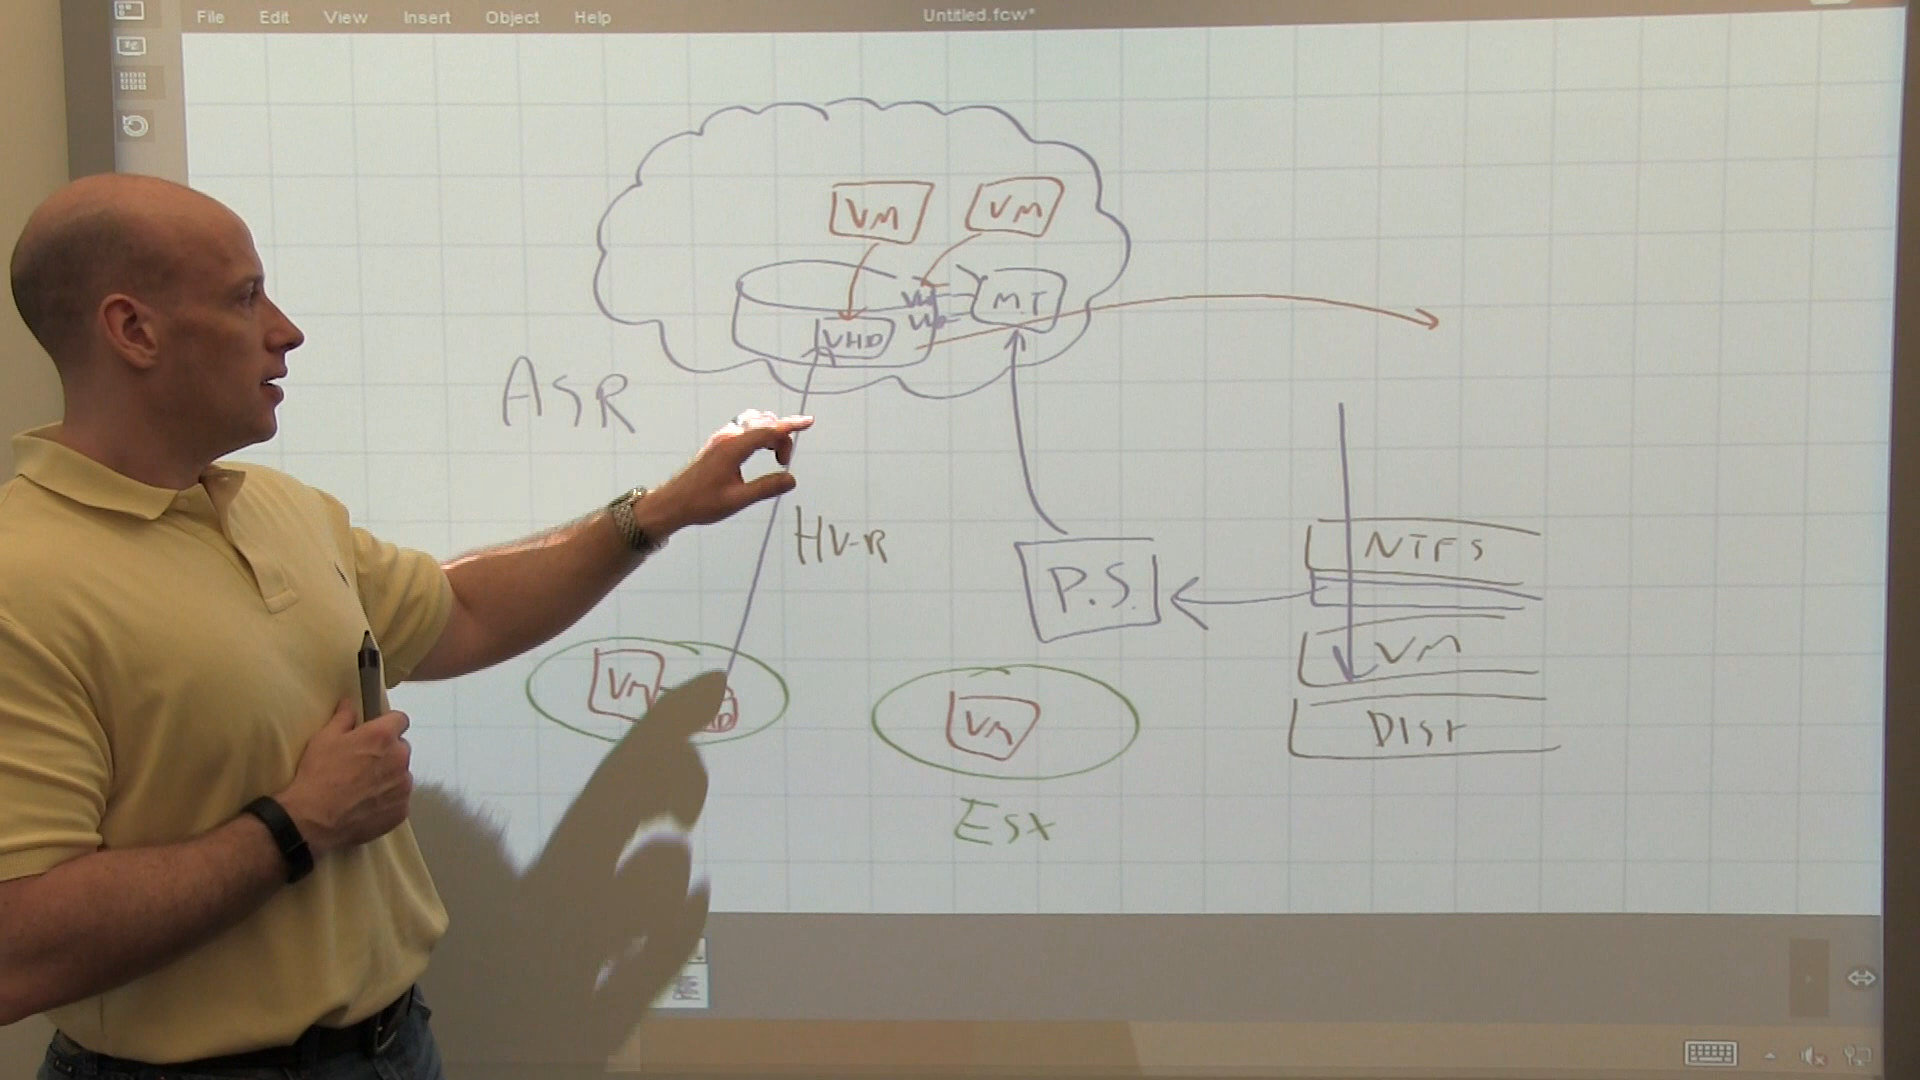 File Edit View Insert Object Help Untitled.fcw*
VM VM
M.T
VHD
ASR
HV-R
NTFS
P.S.
VM
VM
VM
DISK
ESX